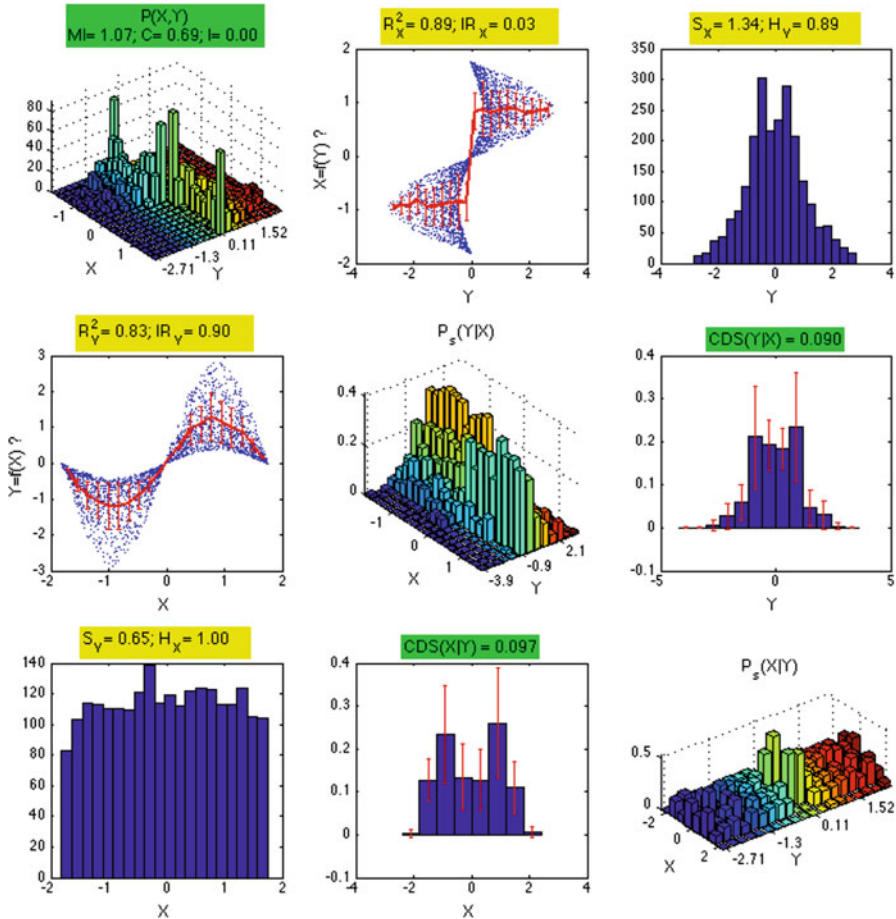 P(X,Y)
MI= 1.07; C= 0.69; I= 0.00
80
60
40
20
0
-1
0
1
X
-2.71
-1.3
0.11
1.52
Y
R²X= 0.89; IRX= 0.03
X=f(Y) ?
2
1
0
-1
-2
-4 -2 0 2 4
Y
SX= 1.34; HY= 0.89
350
300
250
200
150
100
50
0
-4 -2 0 2 4
Y
R²Y= 0.83; IRY= 0.90
Y=f(X) ?
3
2
1
0
-1
-2
-3
-2 -1 0 1 2
X
Ps(Y|X)
0.4
0.2
0
-1
0
1
X
-3.9
-0.9
2.1
Y
CDS(Y|X) = 0.090
0.4
0.3
0.2
0.1
0
-0.1
-5 0 5
Y
SY= 0.65; HX= 1.00
140
120
100
80
60
40
20
0
-2 -1 0 1 2
X
CDS(X|Y) = 0.097
0.4
0.3
0.2
0.1
0
-0.1
-4 -2 0 2 4
X
Ps(X|Y)
0.5
0
-2
0
2
X
-2.71
-1.3
0.11
1.52
Y